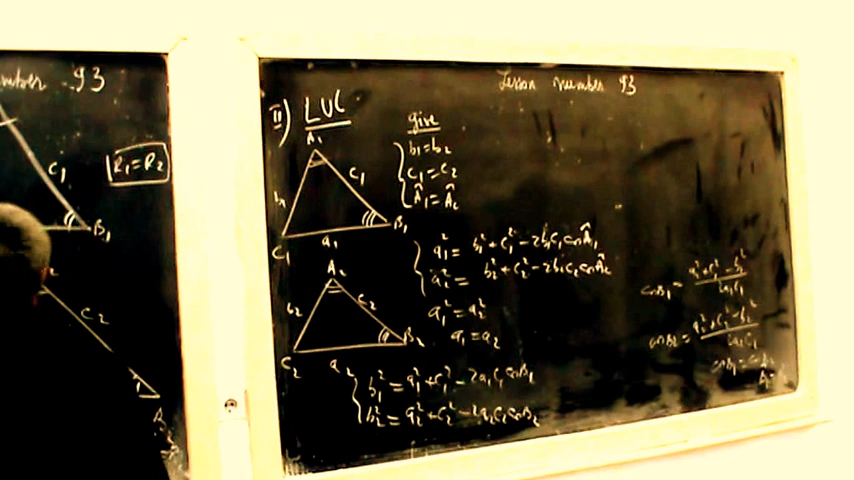 mber 93
C₁
R₁=R₂
B₁
C₂
Lesson number 93
II) LUL
give
A₁
b₁=b₂
C₁=C₂
Â₁=Â₂
b₁
C₁
B₁
C₁
a₁
a₁²= b₁²+C₁²-2b₁C₁cosÂ₁
a₂²= b₂²+C₂²-2b₂C₂cosÂ₂
a₁²=a₂²
a₁=a₂
A₂
b₂
C₂
B₂
C₂
a₂
b₁²=a₁²+C₁²-2a₁C₁cosB₁
b₂²=a₂²+C₂²-2a₂C₂cosB₂
cosB₁= a₁²+C₁²-b₁² / 2a₁C₁
cosB₂= a₂²+C₂²-b₂²
cosB₁=cosB₂